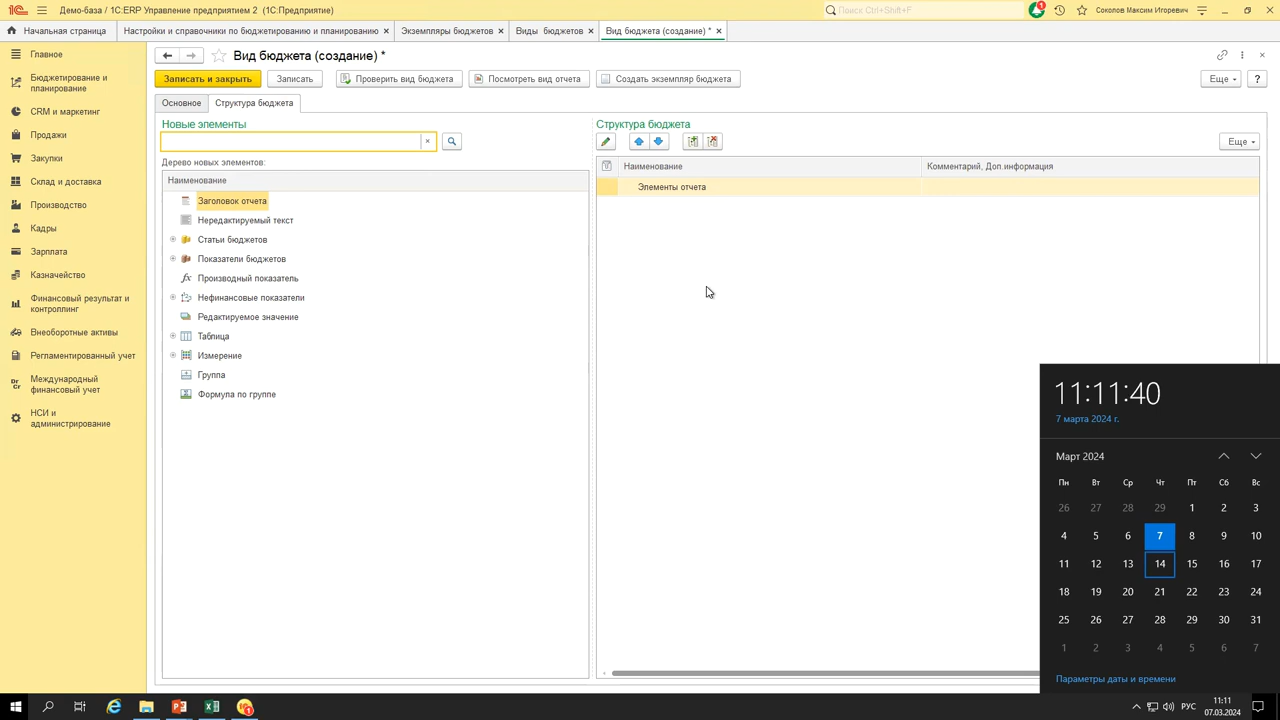 Демо-база / 1С:ERP Управление предприятием 2 (1С:Предприятие)
Поиск Ctrl+Shift+F
Соколов Максим Игоревич
Начальная страница
Настройки и справочники по бюджетированию и планированию
Экземпляры бюджетов
Виды бюджетов
Вид бюджета (создание) *
Главное
Бюджетирование и
планирование
CRM и маркетинг
Продажи
Закупки
Склад и доставка
Производство
Кадры
Зарплата
Казначейство
Финансовый результат и
контроллинг
Внеоборотные активы
Регламентированный учет
Международный
финансовый учет
НСИ и
администрирование
Вид бюджета (создание) *
Записать и закрыть
Записать
Проверить вид бюджета
Посмотреть вид отчета
Создать экземпляр бюджета
Еще
?
Основное
Структура бюджета
Новые элементы
Дерево новых элементов:
Наименование
Заголовок отчета
Нередактируемый текст
Статьи бюджетов
Показатели бюджетов
Производный показатель
Нефинансовые показатели
Редактируемое значение
Таблица
Измерение
Группа
Формула по группе
Структура бюджета
Еще
Наименование
Комментарий, Доп.информация
Элементы отчета
11:11:40
7 марта 2024 г.
Март 2024
Пн Вт Ср Чт Пт Сб Вс
26 27 28 29 1 2 3
4 5 6 7 8 9 10
11 12 13 14 15 16 17
18 19 20 21 22 23 24
25 26 27 28 29 30 31
1 2 3 4 5 6 7
Параметры даты и времени
РУС
11:11
07.03.2024